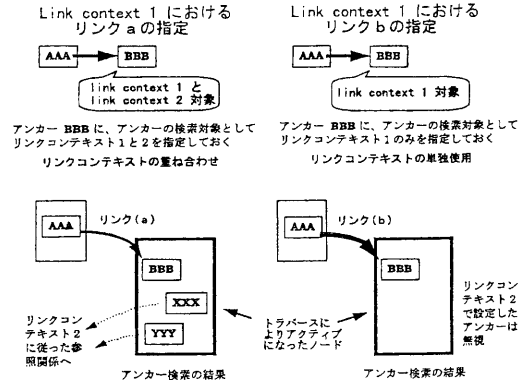 Link context 1 における
リンクaの指定
AAA
BBB
link context 1 と
link context 2 対象
アンカー BBB に、アンカーの検索対象として
リンクコンテキスト1と2を指定しておく
リンクコンテキストの重ね合わせ
Link context 1 における
リンクbの指定
AAA
BBB
link context 1 対象
アンカー BBB に、アンカーの検索対象として
リンクコンテキスト1のみを指定しておく
リンクコンテキストの単独使用
AAA
リンク(a)
BBB
XXX
YYY
リンクコン
テキスト2
に従った参
照関係へ
アンカー検索の結果
トラバースに
よりアクティブ
になったノード
AAA
リンク(b)
BBB
リンクコン
テキスト2
で設定した
アンカーは
無視
アンカー検索の結果